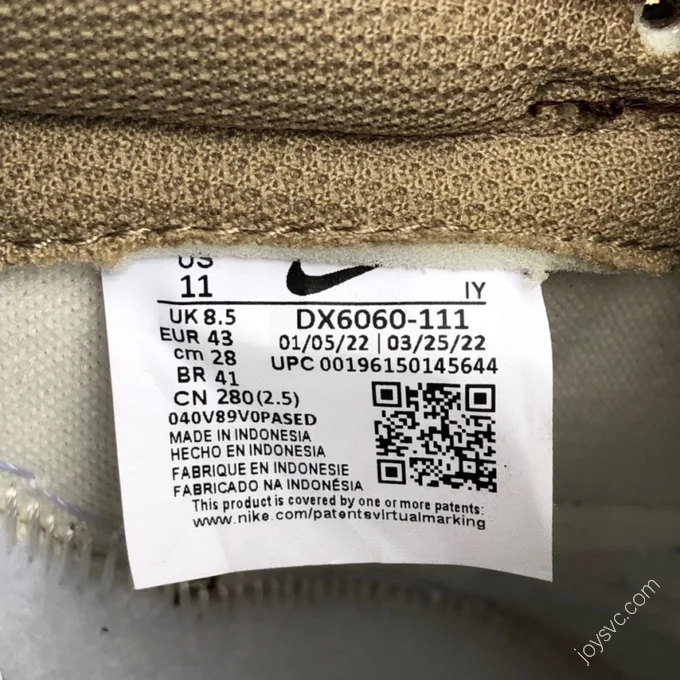 US
11
IY
UK 8.5
EUR 43
cm 28
BR 41
CN 280(2.5)
DX6060-111
01/05/22 | 03/25/22
UPC 00196150145644
040V89V0PASED
MADE IN INDONESIA
HECHO EN INDONESIA
FABRIQUE EN INDONESIE
FABRICADO NA INDONÉSIA
This product is covered by one or more patents:
www.nike.com/patentsvirtualmarking
joysvc.com